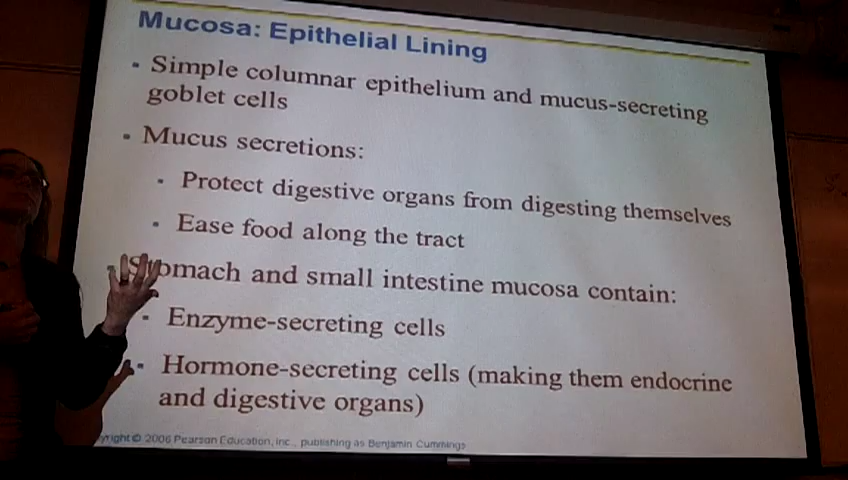 Mucosa: Epithelial Lining
▪ Simple columnar epithelium and mucus-secreting
goblet cells
▪ Mucus secretions:
▪ Protect digestive organs from digesting themselves
▪ Ease food along the tract
▪ Stomach and small intestine mucosa contain:
▪ Enzyme-secreting cells
▪ Hormone-secreting cells (making them endocrine
and digestive organs)
yright © 2006 Pearson Education, Inc., publishing as Benjamin Cummings